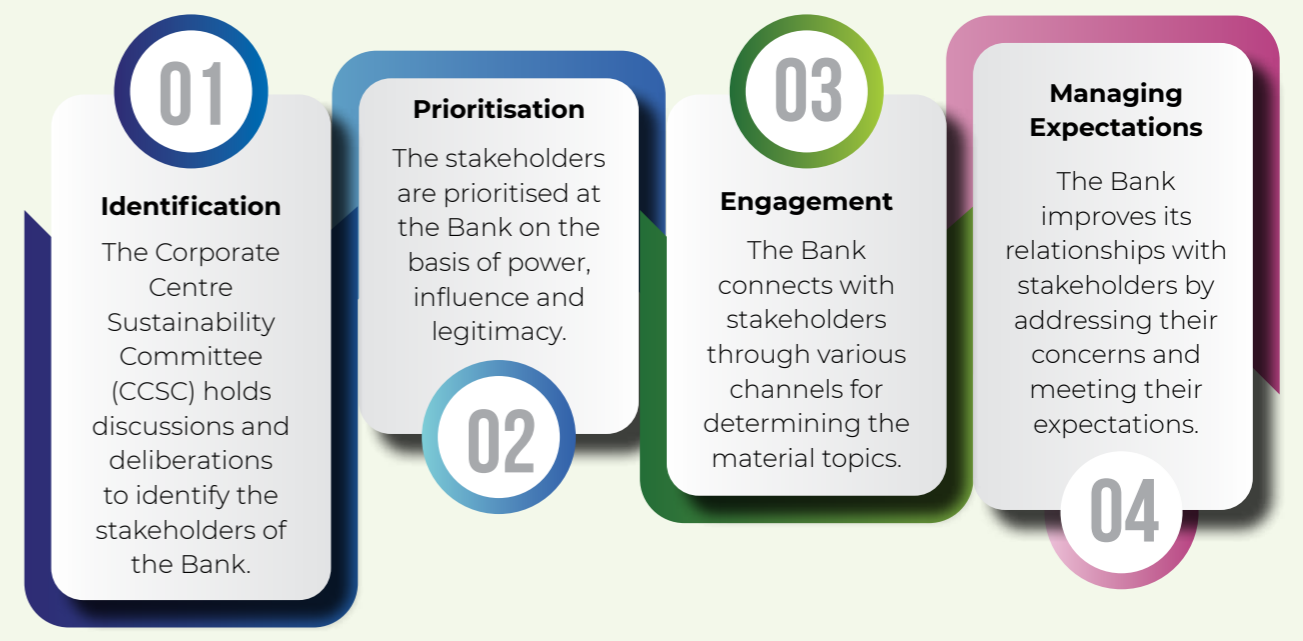 01
Identification
The Corporate
Centre
Sustainability
Committee
(CCSC) holds
discussions and
deliberations
to identify the
stakeholders of
the Bank.
Prioritisation
The stakeholders
are prioritised at
the Bank on the
basis of power,
influence and
legitimacy.
02
03
Engagement
The Bank
connects with
stakeholders
through various
channels for
determining the
material topics.
Managing
Expectations
The Bank
improves its
relationships with
stakeholders by
addressing their
concerns and
meeting their
expectations.
04